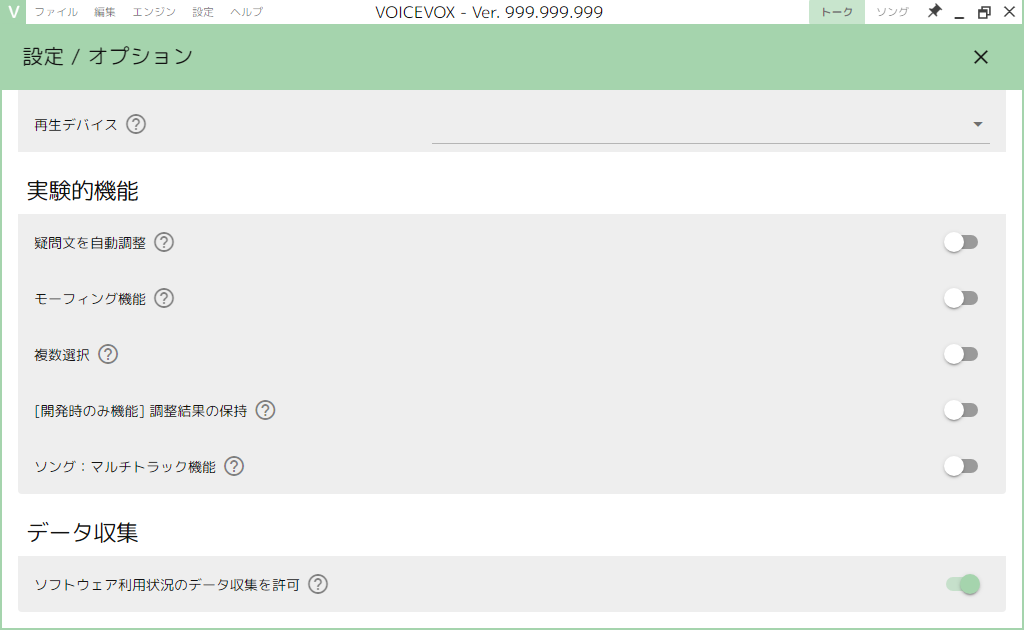 V ファイル 編集 エンジン 設定 ヘルプ VOICEVOX - Ver. 999.999.999 トーク ソング
設定 / オプション
再生デバイス ?
実験的機能
疑問文を自動調整 ?
モーフィング機能 ?
複数選択 ?
[開発時のみ機能] 調整結果の保持 ?
ソング：マルチトラック機能 ?
データ収集
ソフトウェア利用状況のデータ収集を許可 ?